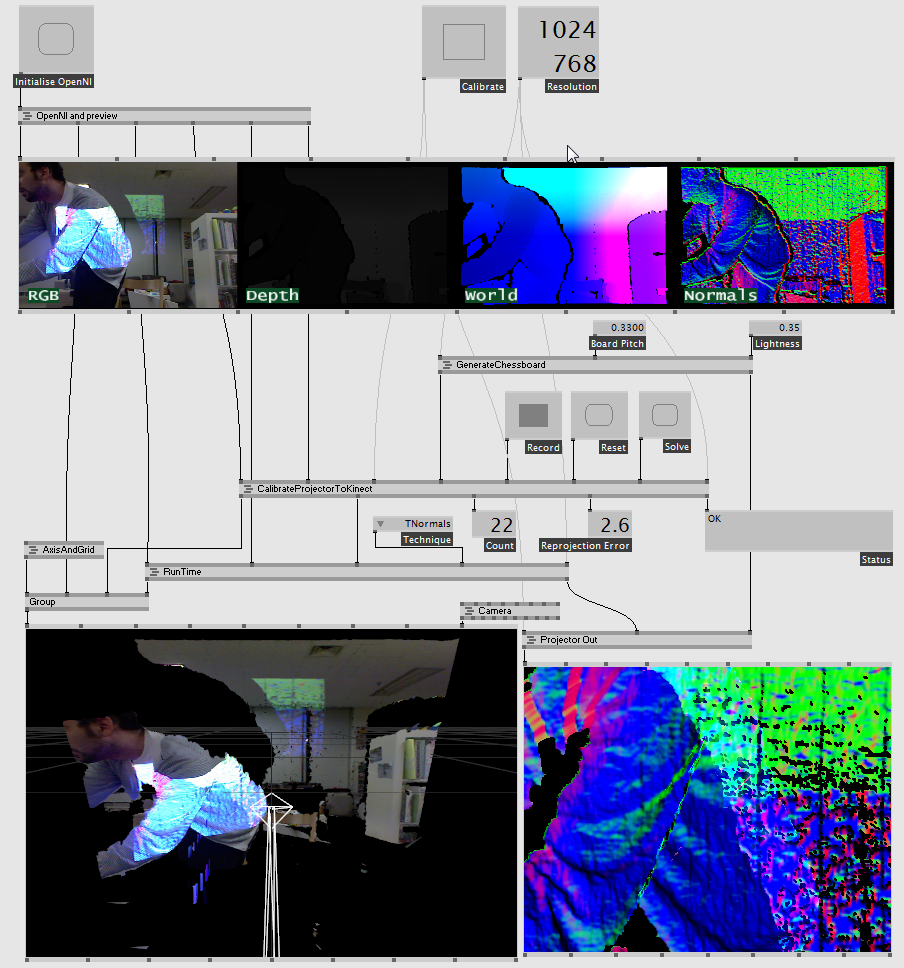 Initialise OpenNI
Calibrate
1024
768
Resolution
OpenNI and preview
RGB
Depth
World
Normals
0.3300
Board Pitch
0.35
Lightness
GenerateChessboard
Record
Reset
Solve
CalibrateProjectorToKinect
TNormals
Technique
22
Count
2.6
Reprojection Error
OK
Status
AxisAndGrid
RunTime
Group
Camera
Projector Out